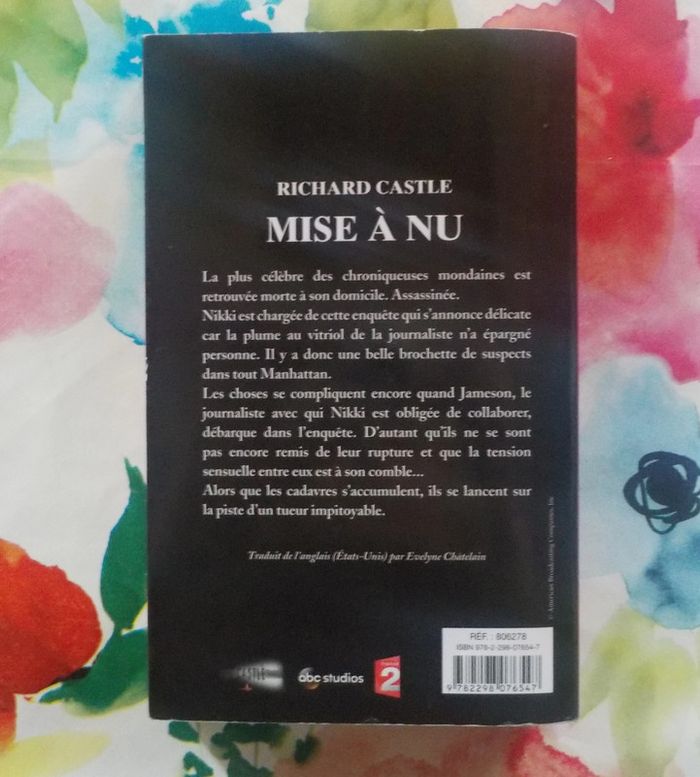 RICHARD CASTLE
MISE À NU
La plus célèbre des chroniqueuses mondaines est
retrouvée morte à son domicile. Assassinée.
Nikki est chargée de cette enquête qui s'annonce délicate
car la plume au vitriol de la journaliste n'a épargné
personne. Il y a donc une belle brochette de suspects
dans tout Manhattan.
Les choses se compliquent encore quand Jameson, le
journaliste avec qui Nikki est obligée de collaborer,
débarque dans l'enquête. D'autant qu'ils ne se sont
pas encore remis de leur rupture et que la tension
sensuelle entre eux est à son comble...
Alors que les cadavres s'accumulent, ils se lancent sur
la piste d'un tueur impitoyable.
Traduit de l'anglais (États-Unis) par Evelyne Châtelain
© American Broadcasting Companies, Inc
RÉF. : 806278
ISBN 978-2-298-07654-7
9 782298 076547
CASTLE
abc studios
france
2